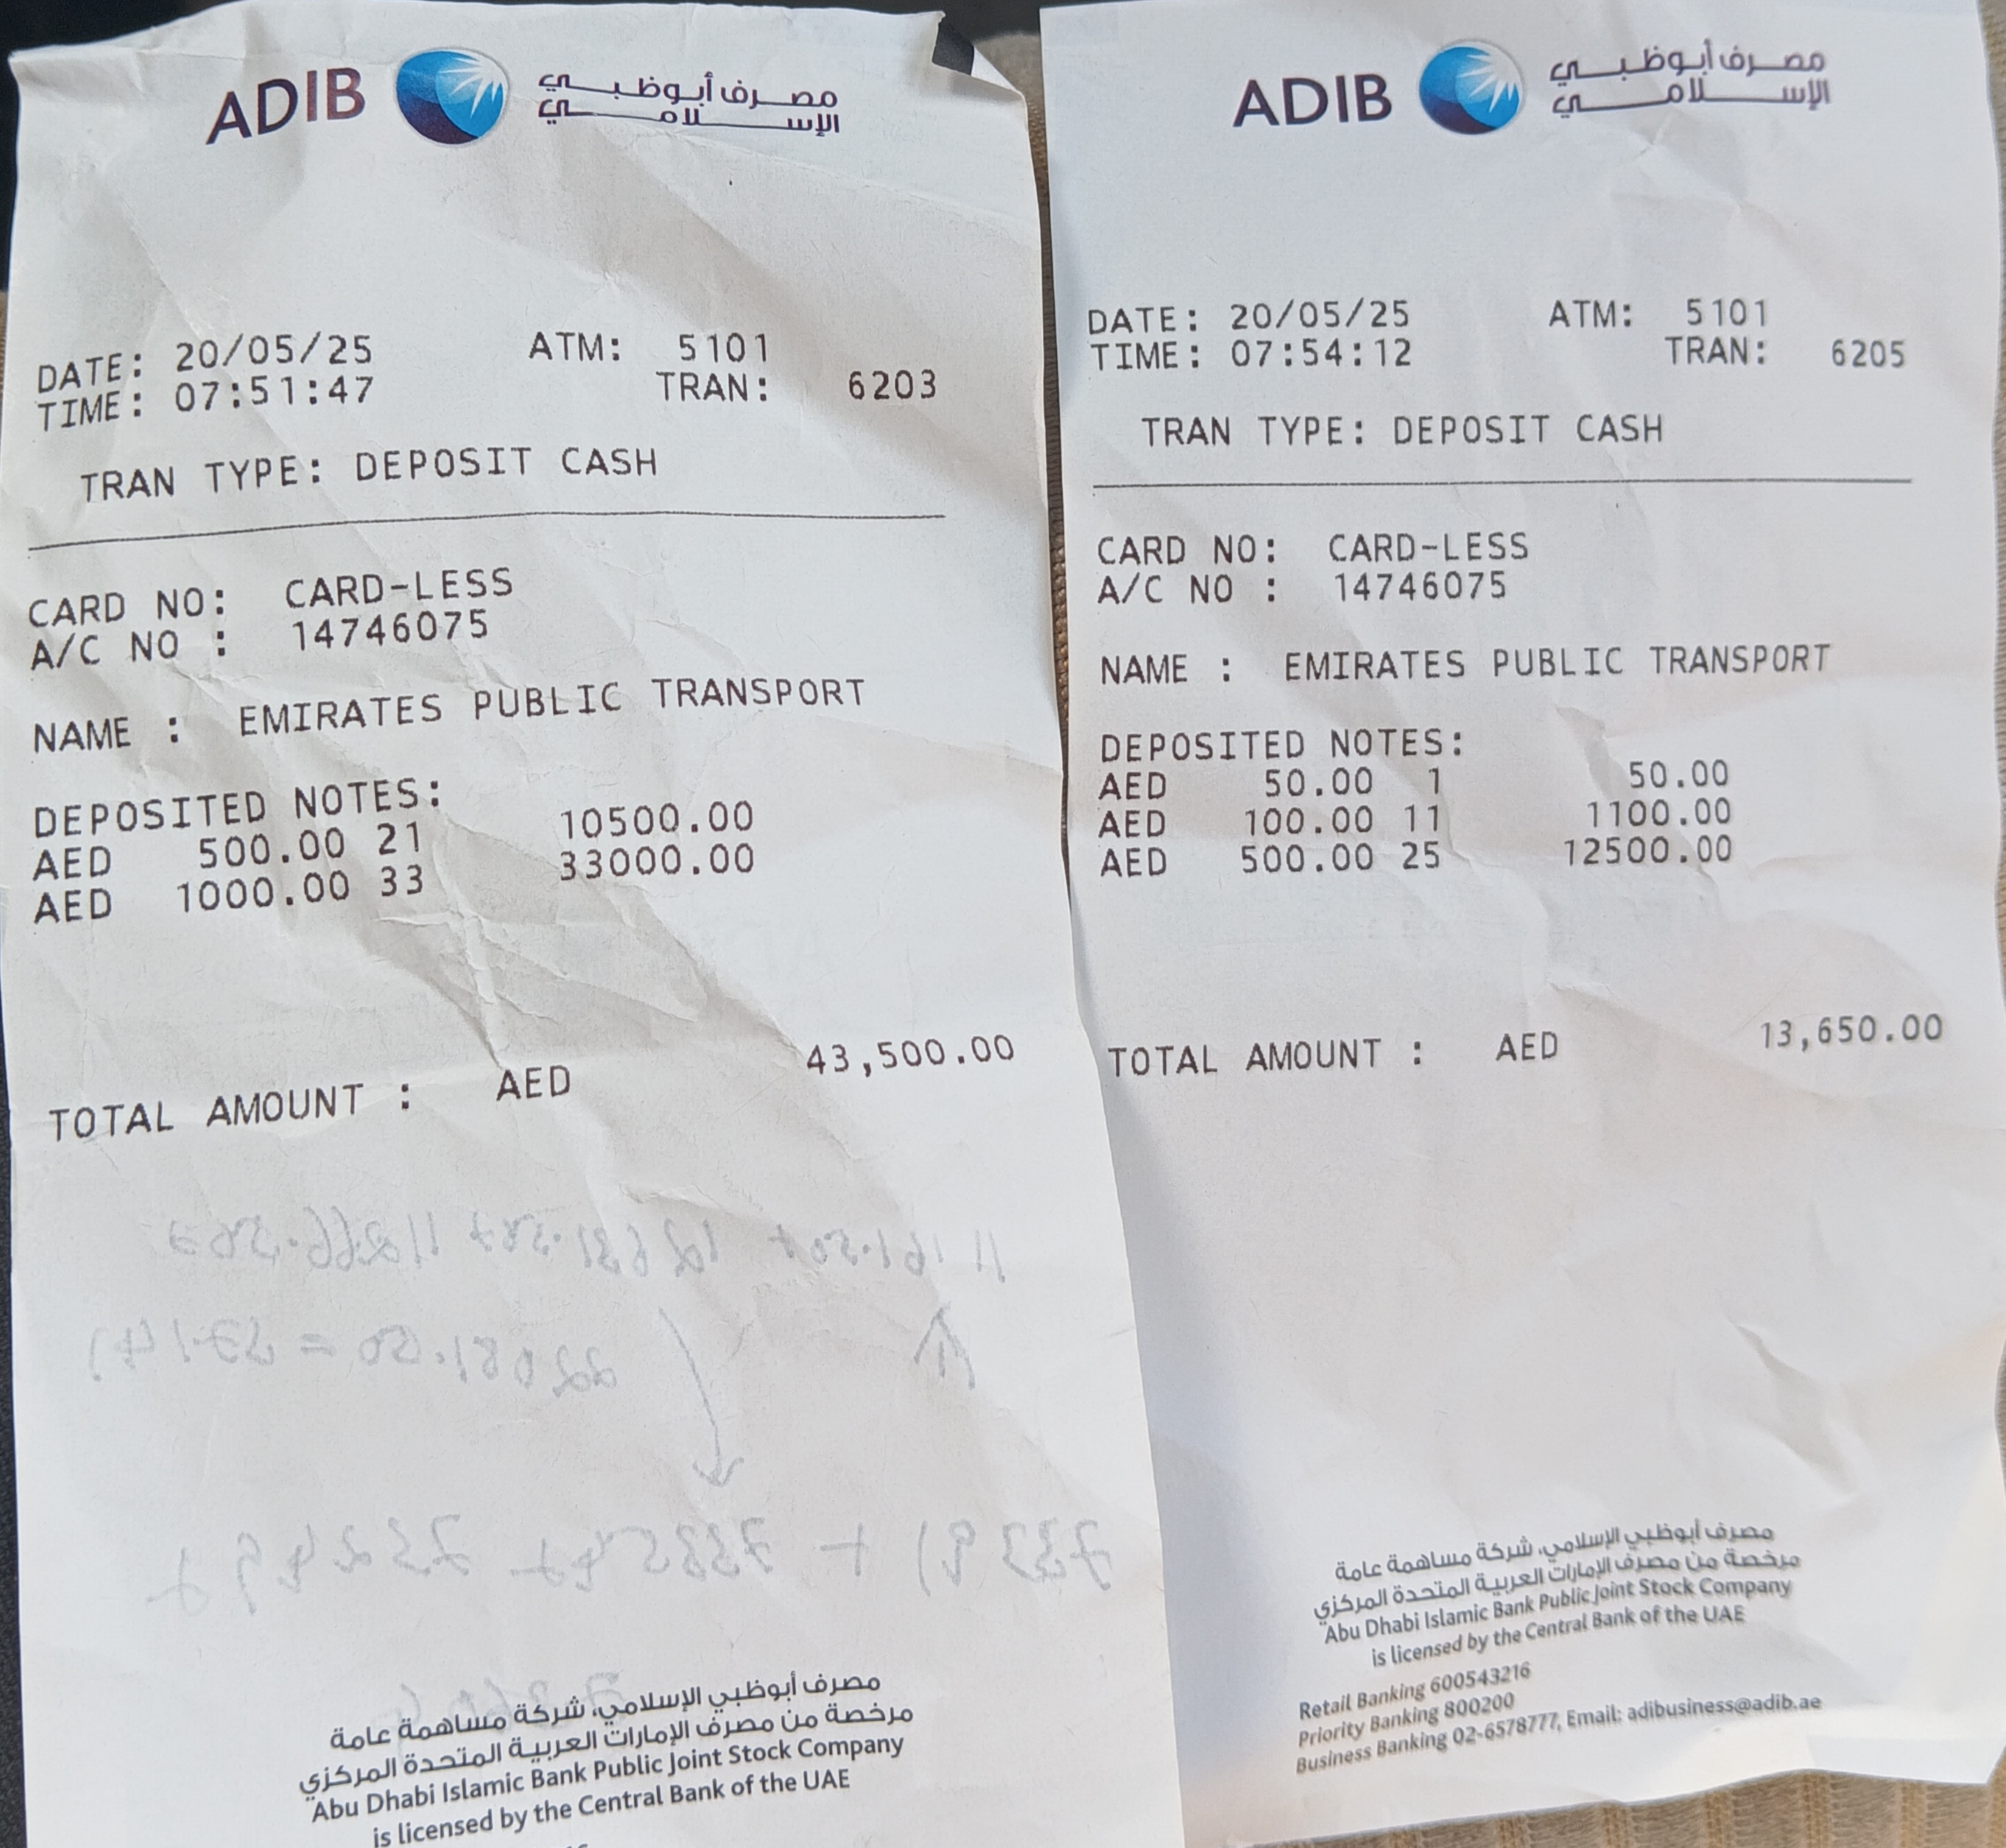 ADIB مصرف أبوظبي
الإسلامي
DATE: 20/05/25 ATM: 5101
TIME: 07:51:47 TRAN: 6203
TRAN TYPE: DEPOSIT CASH
CARD NO: CARD-LESS
A/C NO : 14746075
NAME : EMIRATES PUBLIC TRANSPORT
DEPOSITED NOTES:
AED 500.00 21 10500.00
AED 1000.00 33 33000.00
TOTAL AMOUNT : AED 43,500.00
مصرف أبوظبي الإسلامي، شركة مساهمة عامة
مرخصة من مصرف الإمارات العربية المتحدة المركزي
Abu Dhabi Islamic Bank Public Joint Stock Company
is licensed by the Central Bank of the UAE
ADIB مصرف أبوظبي
الإسلامي
DATE: 20/05/25 ATM: 5101
TIME: 07:54:12 TRAN: 6205
TRAN TYPE: DEPOSIT CASH
CARD NO: CARD-LESS
A/C NO : 14746075
NAME : EMIRATES PUBLIC TRANSPORT
DEPOSITED NOTES:
AED 50.00 1 50.00
AED 100.00 11 1100.00
AED 500.00 25 12500.00
TOTAL AMOUNT : AED 13,650.00
مصرف أبوظبي الإسلامي، شركة مساهمة عامة
مرخصة من مصرف الإمارات العربية المتحدة المركزي
Abu Dhabi Islamic Bank Public Joint Stock Company
is licensed by the Central Bank of the UAE
Retail Banking 600543216
Priority Banking 800200
Business Banking 02-6578777, Email: adibusiness@adib.ae